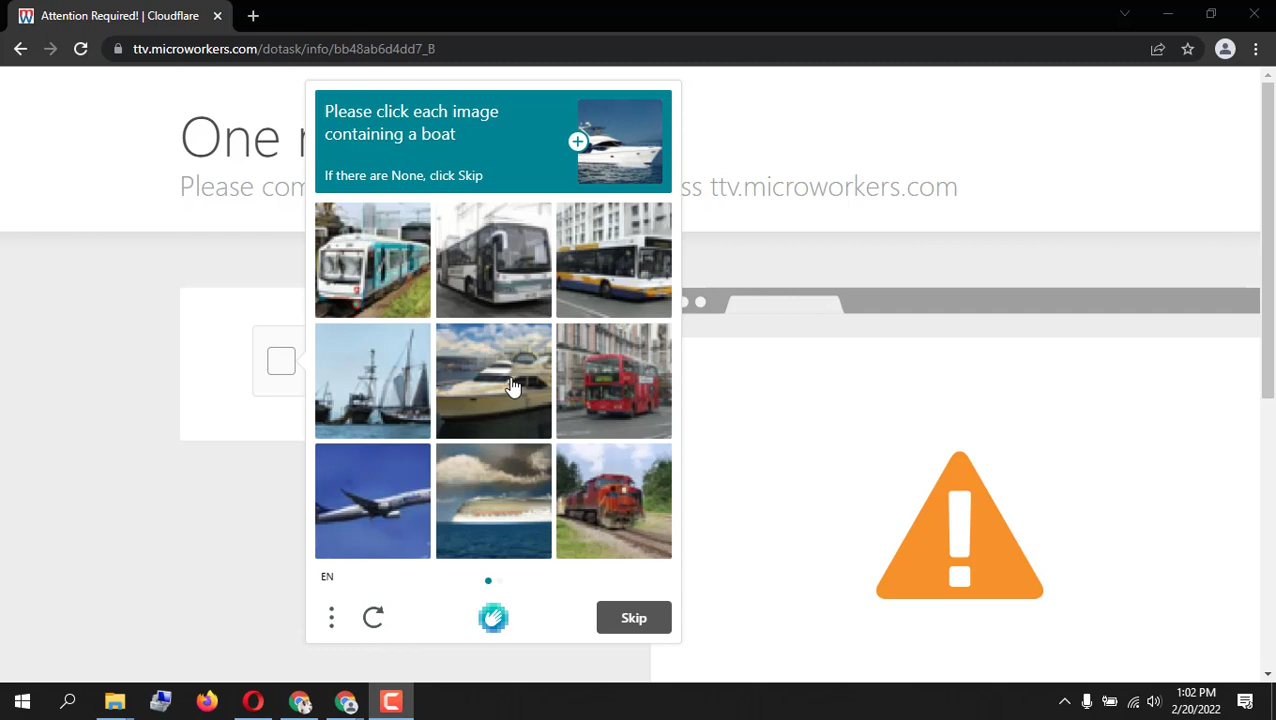 Attention Required! | Cloudflare
ttv.microworkers.com/dotask/info/bb48ab6d4dd7_B
Please click each image
containing a boat
If there are None, click Skip
One
Please com
ss ttv.microworkers.com
EN
Skip
1:02 PM
2/20/2022